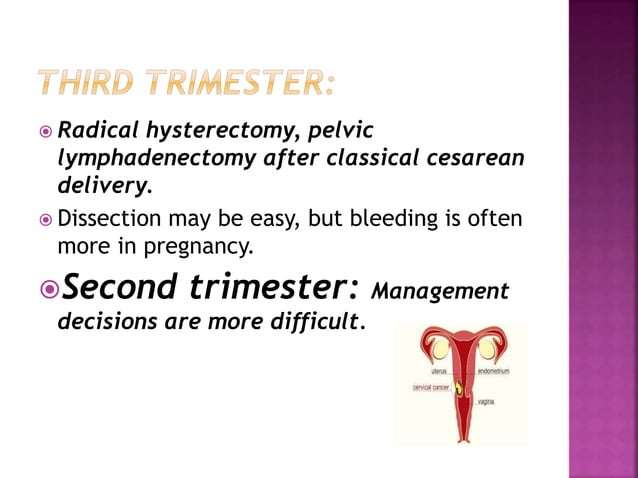 THIRD TRIMESTER:
Radical hysterectomy, pelvic
lymphadenectomy after classical cesarean
delivery.
Dissection may be easy, but bleeding is often
more in pregnancy.
Second trimester: Management
decisions are more difficult.
uterus endometrium
cervical cancer
vagina